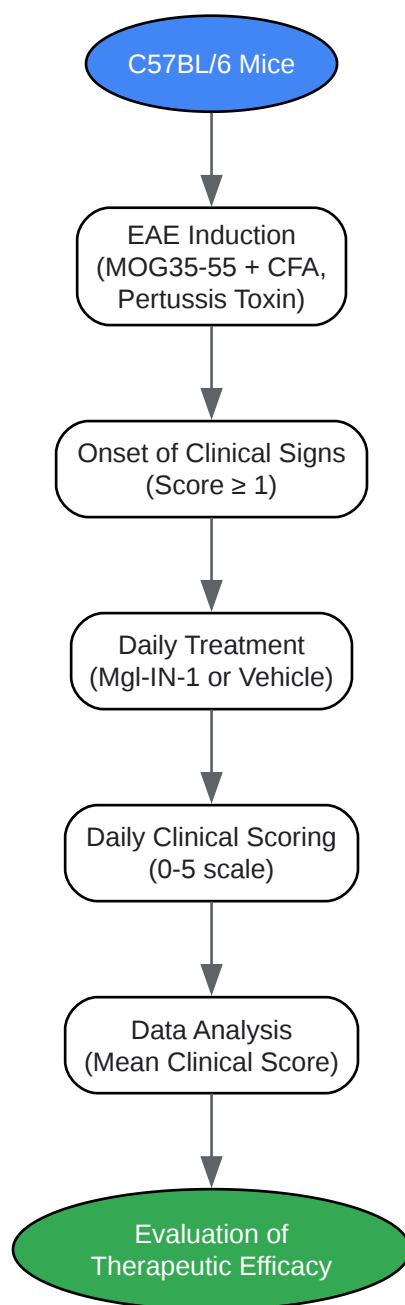 C57BL/6 Mice
EAE Induction
(MOG35-55 + CFA,
Pertussis Toxin)
Onset of Clinical Signs
(Score ≥ 1)
Daily Treatment
(Mgl-IN-1 or Vehicle)
Daily Clinical Scoring
(0-5 scale)
Data Analysis
(Mean Clinical Score)
Evaluation of
Therapeutic Efficacy